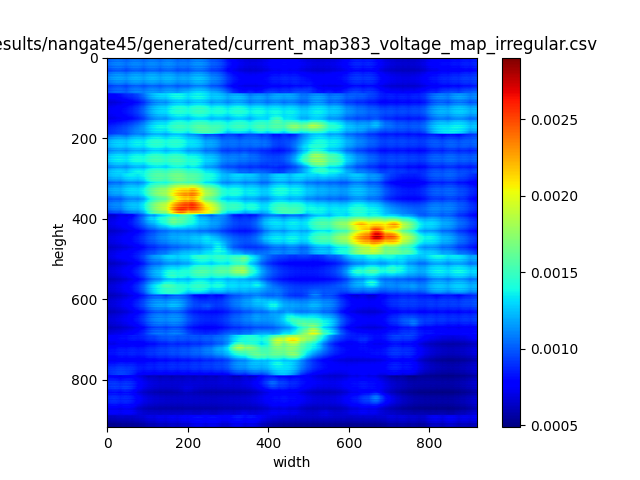 esults/nangate45/generated/current_map383_voltage_map_irregular.csv
0
200
400
600
800
height
0 200 400 600 800
width
0.0025
0.0020
0.0015
0.0010
0.0005